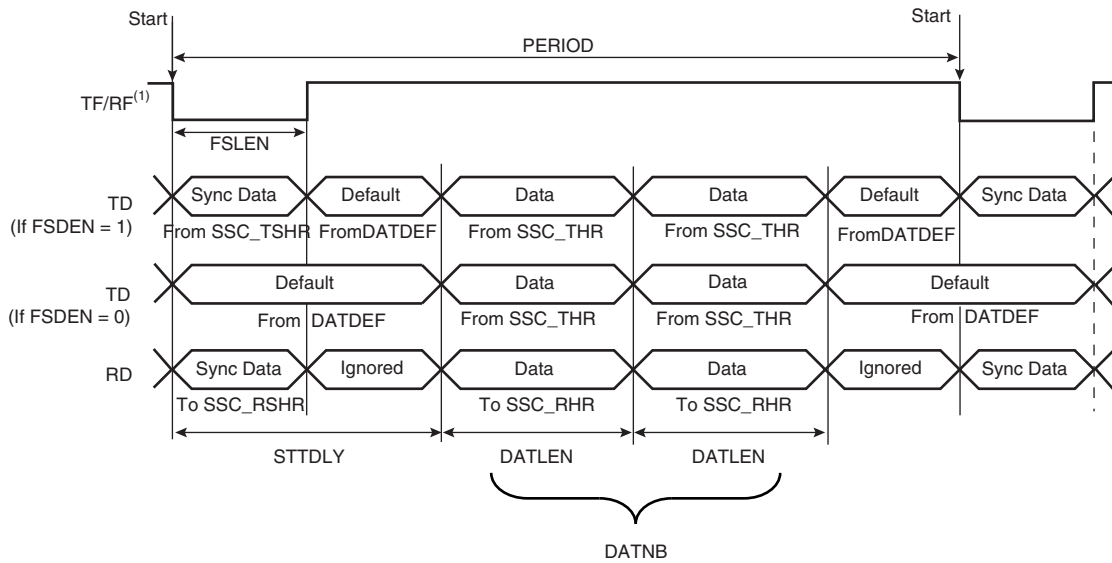 Start Start
PERIOD
TF/RF(1)
FSLEN
TD
(If FSDEN = 1)
Sync Data Default Data Data Default Sync Data
From SSC_TSHR FromDATDEF From SSC_THR From SSC_THR FromDATDEF
TD
(If FSDEN = 0)
Default Data Data Default
From DATDEF From SSC_THR From SSC_THR From DATDEF
RD Sync Data Ignored Data Data Ignored Sync Data
To SSC_RSHR To SSC_RHR To SSC_RHR
STTDLY DATLEN DATLEN
DATNB